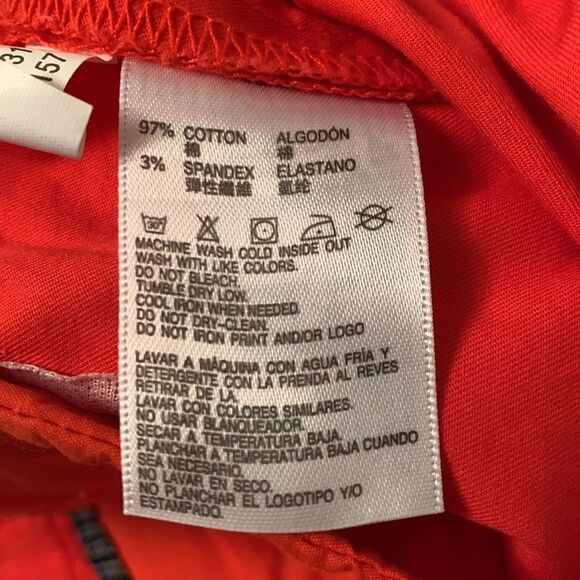 31
157
97% COTTON ALGODÓN
棉 棉
3% SPANDEX ELASTANO
彈性纖維 氨纶
30°
MACHINE WASH COLD INSIDE OUT
WASH WITH LIKE COLORS.
DO NOT BLEACH.
TUMBLE DRY LOW.
COOL IRON WHEN NEEDED.
DO NOT DRY-CLEAN.
DO NOT IRON PRINT AND/OR LOGO
LAVAR A MÁQUINA CON AGUA FRÍA Y
DETERGENTE CON LA PRENDA AL REVES
RETIRAR DE LA.
LAVAR CON COLORES SIMILARES.
NO USAR BLANQUEADOR.
SECAR A TEMPERATURA BAJA.
PLANCHAR A TEMPERATURA BAJA CUANDO
SEA NECESARIO.
NO LAVAR EN SECO.
NO PLANCHAR EL LOGOTIPO Y/O
ESTAMPADO.